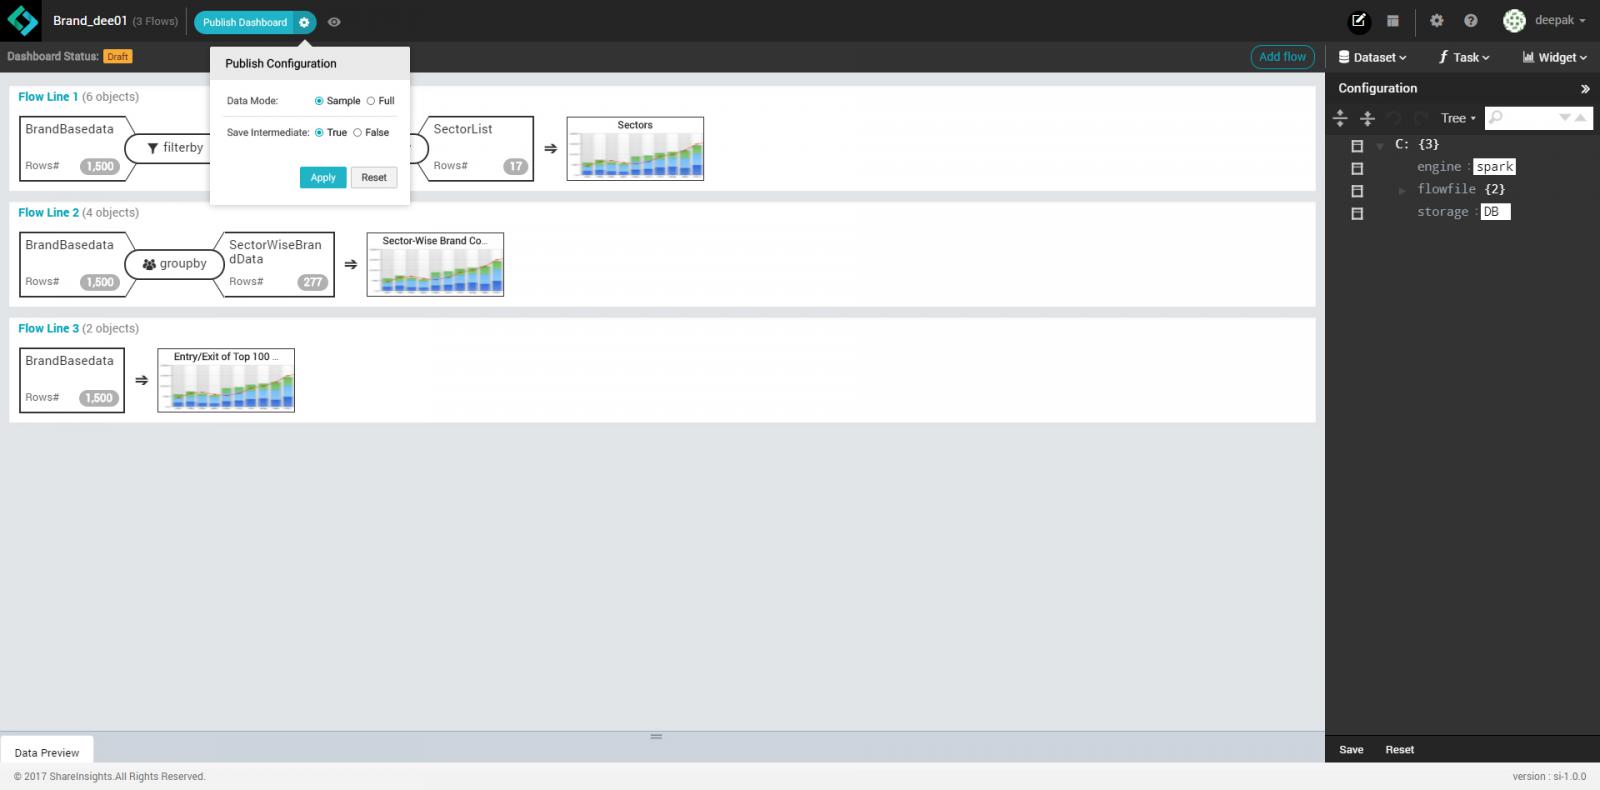 Brand_dee01 (3 Flows) Publish Dashboard deepak
Dashboard Status: Draft Add flow Dataset Task Widget
Publish Configuration
Data Mode: Sample Full
Save Intermediate: True False
Apply Reset
Flow Line 1 (6 objects)
BrandBasedata
Rows# 1,500
filterby
SectorList
Rows# 17
Sectors
Flow Line 2 (4 objects)
BrandBasedata
Rows# 1,500
groupby
SectorWiseBran
dData
Rows# 277
Sector-Wise Brand Co...
Flow Line 3 (2 objects)
BrandBasedata
Rows# 1,500
Entry/Exit of Top 100 ...
Configuration
Tree
C: {3}
engine : spark
flowfile {2}
storage : DB
Save Reset
Data Preview
© 2017 ShareInsights.All Rights Reserved.
version : si-1.0.0